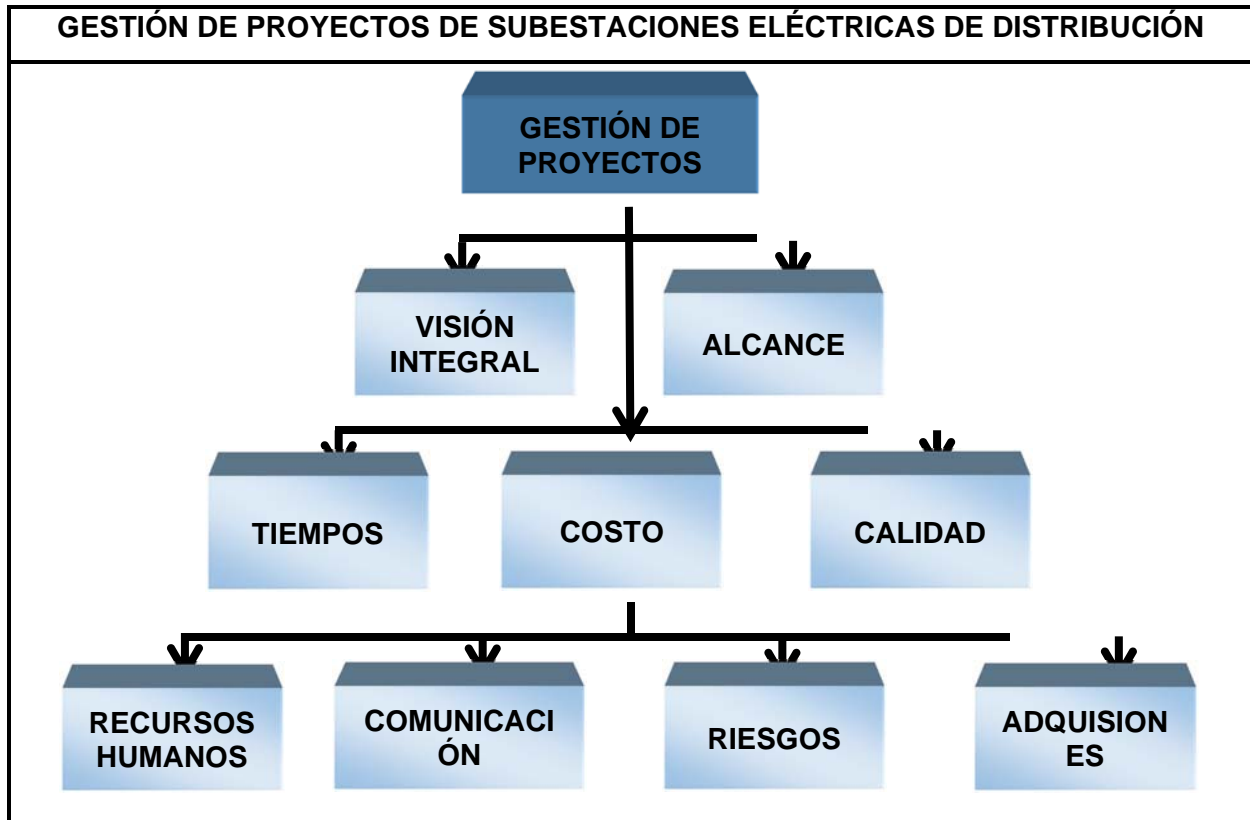 GESTIÓN DE PROYECTOS DE SUBESTACIONES ELÉCTRICAS DE DISTRIBUCIÓN
GESTIÓN DE
PROYECTOS
VISIÓN
INTEGRAL
ALCANCE
TIEMPOS
COSTO
CALIDAD
RECURSOS
HUMANOS
COMUNICACI
ÓN
RIESGOS
ADQUISION
ES